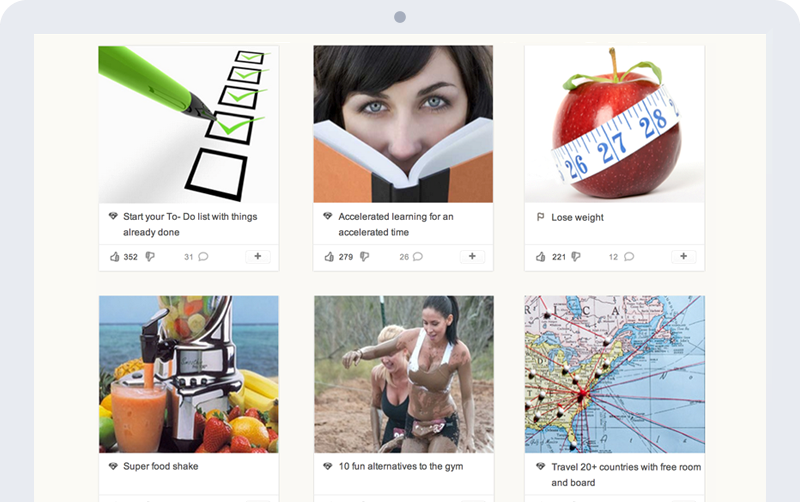 26 27 28
Start your To- Do list with things
already done
352 31 +
Accelerated learning for an
accelerated time
279 26 +
Lose weight
221 12 +
R C A
Super food shake
10 fun alternatives to the gym
Travel 20+ countries with free room
and board